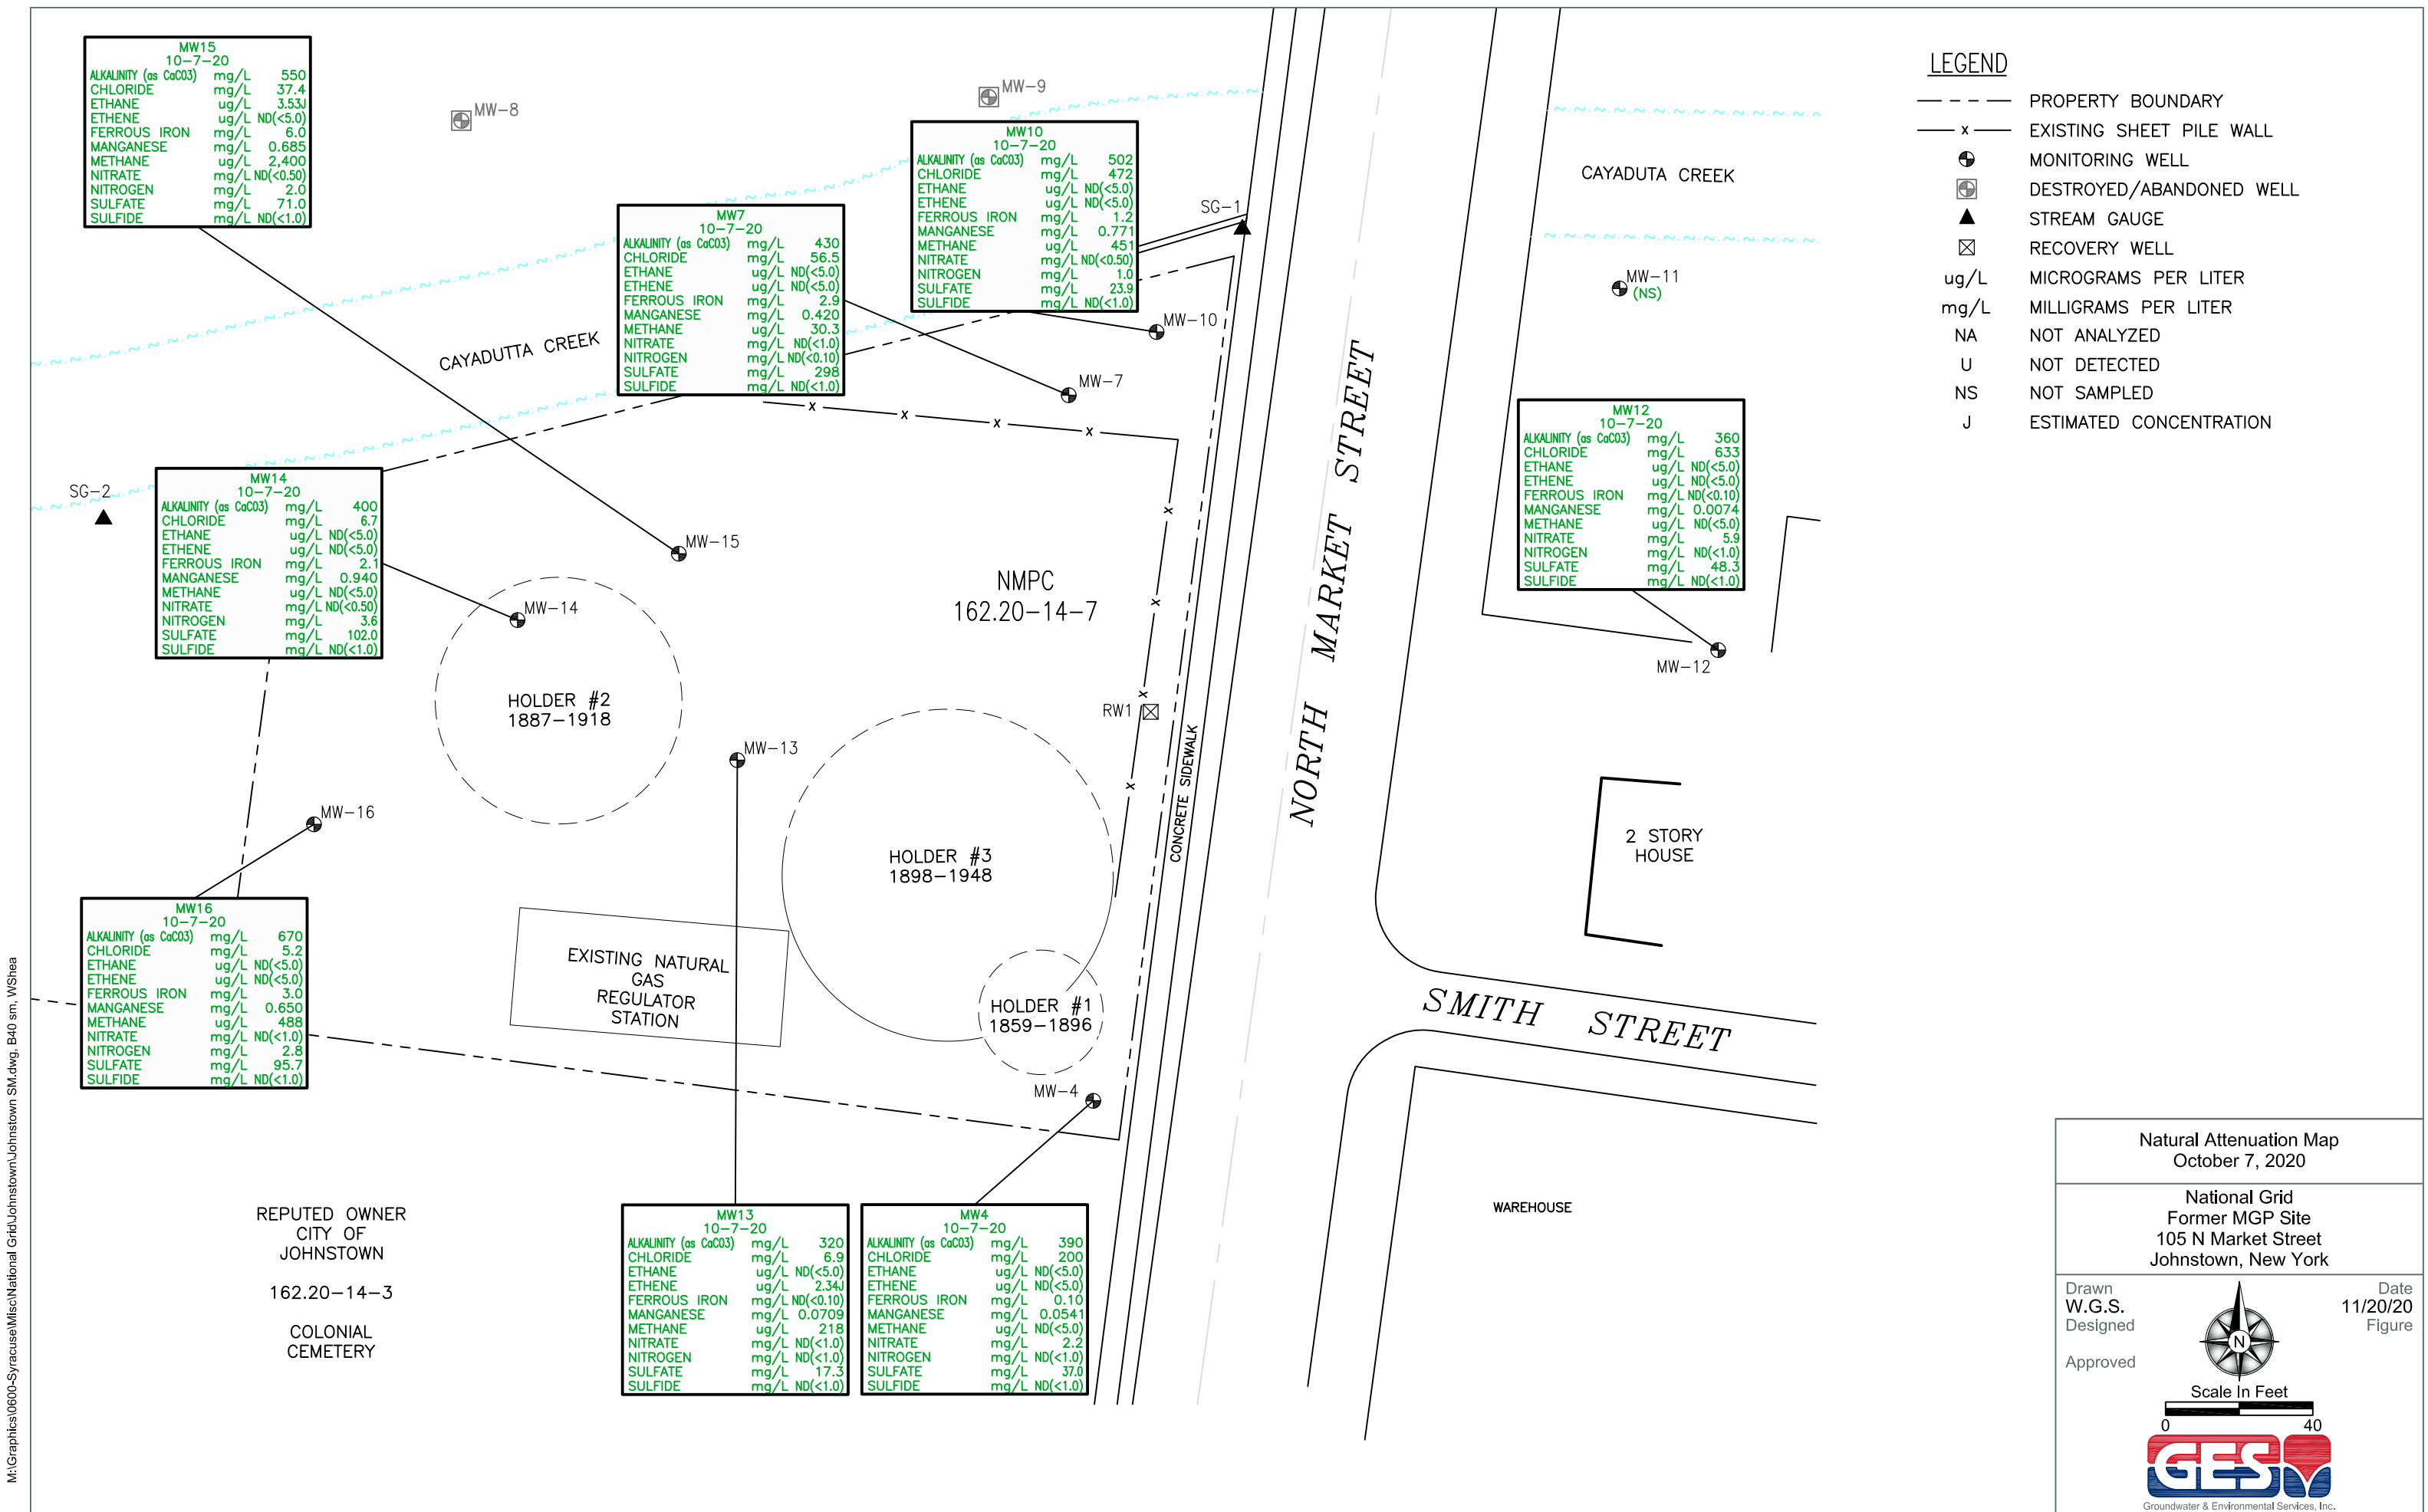 MW15
10-7-20
ALKALINITY (as CaCO3) mg/L 550
CHLORIDE mg/L 37.4
ETHANE ug/L 3.53J
ETHENE ug/L ND(<5.0)
FERROUS IRON mg/L 6.0
MANGANESE mg/L 0.685
METHANE ug/L 2,400
NITRATE mg/L ND(<0.50)
NITROGEN mg/L 2.0
SULFATE mg/L 71.0
SULFIDE mg/L ND(<1.0)
MW-8
MW-9
MW10
10-7-20
ALKALINITY (as CaCO3) mg/L 502
CHLORIDE mg/L 472
ETHANE ug/L ND(<5.0)
ETHENE ug/L ND(<5.0)
FERROUS IRON mg/L 1.2
MANGANESE mg/L 0.771
METHANE ug/L 451
NITRATE mg/L ND(<0.50)
NITROGEN mg/L 1.0
SULFATE mg/L 23.9
SULFIDE mg/L ND(<1.0)
MW7
10-7-20
ALKALINITY (as CaCO3) mg/L 430
CHLORIDE mg/L 56.5
ETHANE ug/L ND(<5.0)
ETHENE ug/L ND(<5.0)
FERROUS IRON mg/L 2.9
MANGANESE mg/L 0.420
METHANE ug/L 30.3
NITRATE mg/L ND(<1.0)
NITROGEN mg/L ND(<0.10)
SULFATE mg/L 298
SULFIDE mg/L ND(<1.0)
SG-1
CAYADUTA CREEK
MW-11
(NS)
LEGEND
PROPERTY BOUNDARY
x EXISTING SHEET PILE WALL
MONITORING WELL
DESTROYED/ABANDONED WELL
STREAM GAUGE
RECOVERY WELL
ug/L MICROGRAMS PER LITER
mg/L MILLIGRAMS PER LITER
NA NOT ANALYZED
U NOT DETECTED
NS NOT SAMPLED
J ESTIMATED CONCENTRATION
CAYADUTTA CREEK
MW-10
MW-7
x x x x
x
x
x
x
NORTH MARKET STREET
MW12
10-7-20
ALKALINITY (as CaCO3) mg/L 360
CHLORIDE mg/L 633
ETHANE ug/L ND(<5.0)
ETHENE ug/L ND(<5.0)
FERROUS IRON mg/L ND(<0.10)
MANGANESE mg/L 0.0074
METHANE ug/L ND(<5.0)
NITRATE mg/L 5.9
NITROGEN mg/L ND(<1.0)
SULFATE mg/L 48.3
SULFIDE mg/L ND(<1.0)
MW-12
SG-2
MW14
10-7-20
ALKALINITY (as CaCO3) mg/L 400
CHLORIDE mg/L 6.7
ETHANE ug/L ND(<5.0)
ETHENE ug/L ND(<5.0)
FERROUS IRON mg/L 2.1
MANGANESE mg/L 0.940
METHANE ug/L ND(<5.0)
NITRATE mg/L ND(<0.50)
NITROGEN mg/L 3.6
SULFATE mg/L 102.0
SULFIDE mg/L ND(<1.0)
MW-15
MW-14
NMPC
162.20-14-7
HOLDER #2
1887-1918
RW1
CONCRETE SIDEWALK
MW-13
MW-16
HOLDER #3
1898-1948
2 STORY
HOUSE
MW16
10-7-20
ALKALINITY (as CaCO3) mg/L 670
CHLORIDE mg/L 5.2
ETHANE ug/L ND(<5.0)
ETHENE ug/L ND(<5.0)
FERROUS IRON mg/L 3.0
MANGANESE mg/L 0.650
METHANE ug/L 488
NITRATE mg/L ND(<1.0)
NITROGEN mg/L 2.8
SULFATE mg/L 95.7
SULFIDE mg/L ND(<1.0)
EXISTING NATURAL
GAS
REGULATOR
STATION
HOLDER #1
1859-1896
SMITH STREET
MW-4
WAREHOUSE
REPUTED OWNER
CITY OF
JOHNSTOWN
162.20-14-3
COLONIAL
CEMETERY
MW13
10-7-20
ALKALINITY (as CaCO3) mg/L 320
CHLORIDE mg/L 6.9
ETHANE ug/L ND(<5.0)
ETHENE ug/L 2.34J
FERROUS IRON mg/L ND(<0.10)
MANGANESE mg/L 0.0709
METHANE ug/L 218
NITRATE mg/L ND(<1.0)
NITROGEN mg/L ND(<1.0)
SULFATE mg/L 17.3
SULFIDE mg/L ND(<1.0)
MW4
10-7-20
ALKALINITY (as CaCO3) mg/L 390
CHLORIDE mg/L 200
ETHANE ug/L ND(<5.0)
ETHENE ug/L ND(<5.0)
FERROUS IRON mg/L 0.10
MANGANESE mg/L 0.0541
METHANE ug/L ND(<5.0)
NITRATE mg/L 2.2
NITROGEN mg/L ND(<1.0)
SULFATE mg/L 37.0
SULFIDE mg/L ND(<1.0)
Natural Attenuation Map
October 7, 2020
National Grid
Former MGP Site
105 N Market Street
Johnstown, New York
Drawn
W.G.S.
Designed
Approved
Date
11/20/20
Figure
N
Scale In Feet
0 40
GES
Groundwater & Environmental Services, Inc.
M:\Graphics\0600-Syracuse\Misc\National Grid\Johnstown\Johnstown SM.dwg, B40 sm, WShea